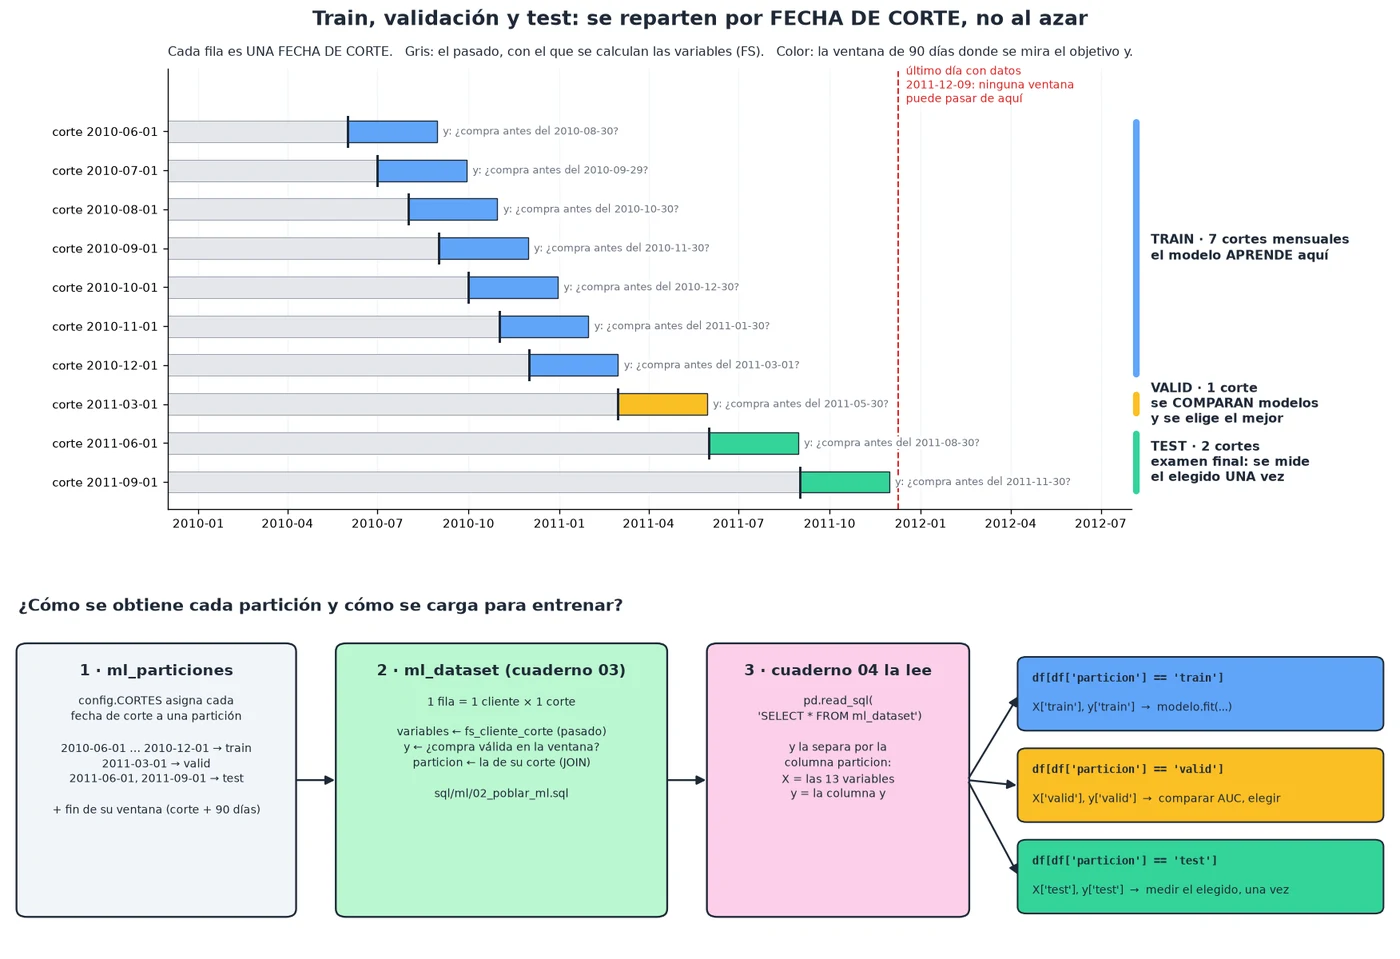 Train, validación y test: se reparten por FECHA DE CORTE, no al azar
Cada fila es UNA FECHA DE CORTE.   Gris: el pasado, con el que se calculan las variables (FS).   Color: la ventana de 90 días donde se mira el objetivo y.
último día con datos
2011-12-09: ninguna ventana
puede pasar de aquí
corte 2010-06-01
y: ¿compra antes del 2010-08-30?
corte 2010-07-01
y: ¿compra antes del 2010-09-29?
corte 2010-08-01
y: ¿compra antes del 2010-10-30?
corte 2010-09-01
y: ¿compra antes del 2010-11-30?
corte 2010-10-01
y: ¿compra antes del 2010-12-30?
corte 2010-11-01
y: ¿compra antes del 2011-01-30?
corte 2010-12-01
y: ¿compra antes del 2011-03-01?
corte 2011-03-01
y: ¿compra antes del 2011-05-30?
corte 2011-06-01
y: ¿compra antes del 2011-08-30?
corte 2011-09-01
y: ¿compra antes del 2011-11-30?
TRAIN · 7 cortes mensuales
el modelo APRENDE aquí
VALID · 1 corte
se COMPARAN modelos
y se elige el mejor
TEST · 2 cortes
examen final: se mide
el elegido UNA vez
2010-01 2010-04 2010-07 2010-10 2011-01 2011-04 2011-07 2011-10 2012-01 2012-04 2012-07
¿Cómo se obtiene cada partición y cómo se carga para entrenar?
1 · ml_particiones
config.CORTES asigna cada
fecha de corte a una partición
2010-06-01 … 2010-12-01 → train
2011-03-01 → valid
2011-06-01, 2011-09-01 → test
+ fin de su ventana (corte + 90 días)
2 · ml_dataset (cuaderno 03)
1 fila = 1 cliente × 1 corte
variables ← fs_cliente_corte (pasado)
y ← ¿compra válida en la ventana?
particion ← la de su corte (JOIN)
sql/ml/02_poblar_ml.sql
3 · cuaderno 04 la lee
pd.read_sql(
'SELECT * FROM ml_dataset')
y la separa por la
columna particion:
X = las 13 variables
y = la columna y
df[df['particion'] == 'train']
X['train'], y['train'] → modelo.fit(...)
df[df['particion'] == 'valid']
X['valid'], y['valid'] → comparar AUC, elegir
df[df['particion'] == 'test']
X['test'], y['test'] → medir el elegido, una vez